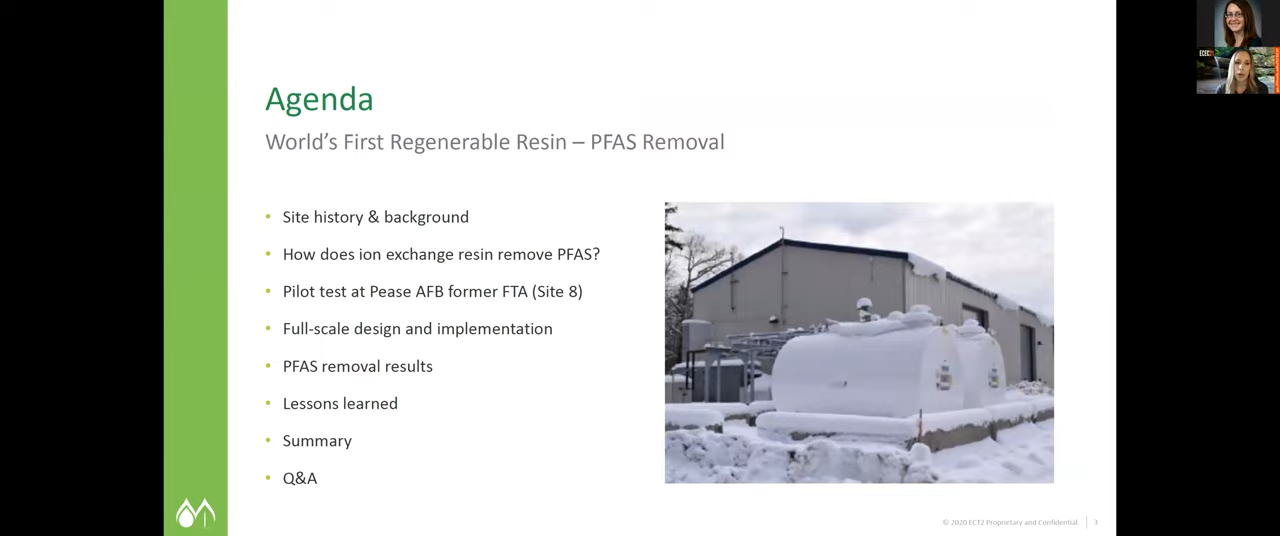 Agenda
World's First Regenerable Resin – PFAS Removal
• Site history & background
• How does ion exchange resin remove PFAS?
• Pilot test at Pease AFB former FTA (Site 8)
• Full-scale design and implementation
• PFAS removal results
• Lessons learned
• Summary
• Q&A
© 2020 ECT2 Proprietary and Confidential 3